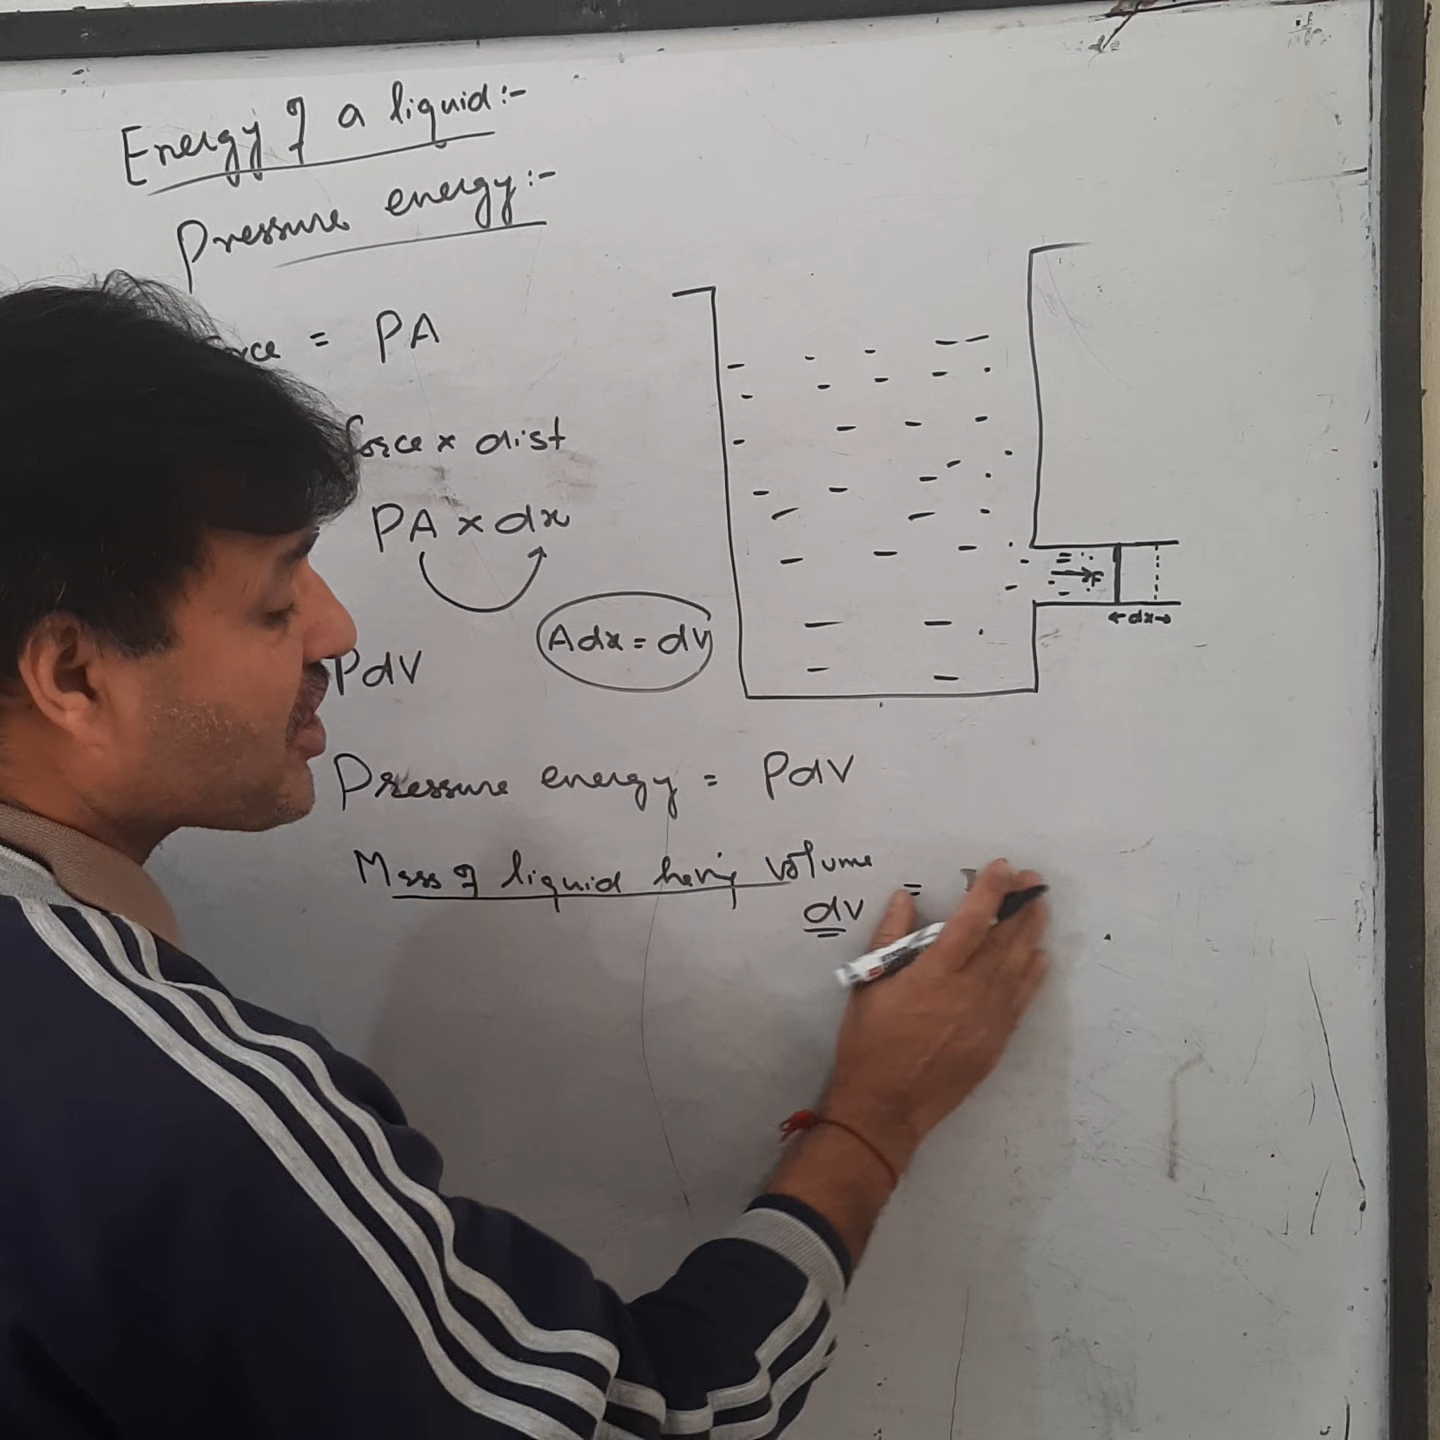 Energy of a liquid:-
Pressure energy:-
= PA
force × dist
PA × dx
Adx = dV
PdV
F
dx
Pressure energy = PdV
Mass of liquid having volume
dV =